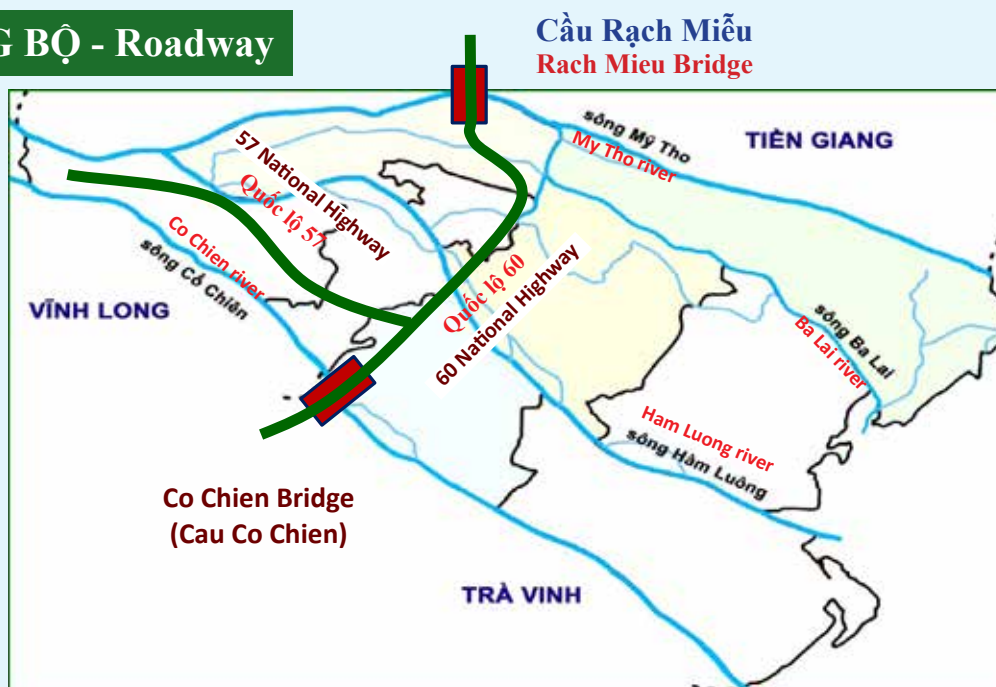 G BỘ - Roadway
Cầu Rạch Miễu
Rach Mieu Bridge
sông Mỹ Tho
My Tho river
TIỀN GIANG
57 National Highway
Quốc lộ 57
Co Chien river
sông Cổ Chiên
VĨNH LONG
Quốc lộ 60
60 National Highway
sông Ba Lai
Ba Lai river
Ham Luong river
sông Hàm Luông
Co Chien Bridge
(Cau Co Chien)
TRÀ VINH